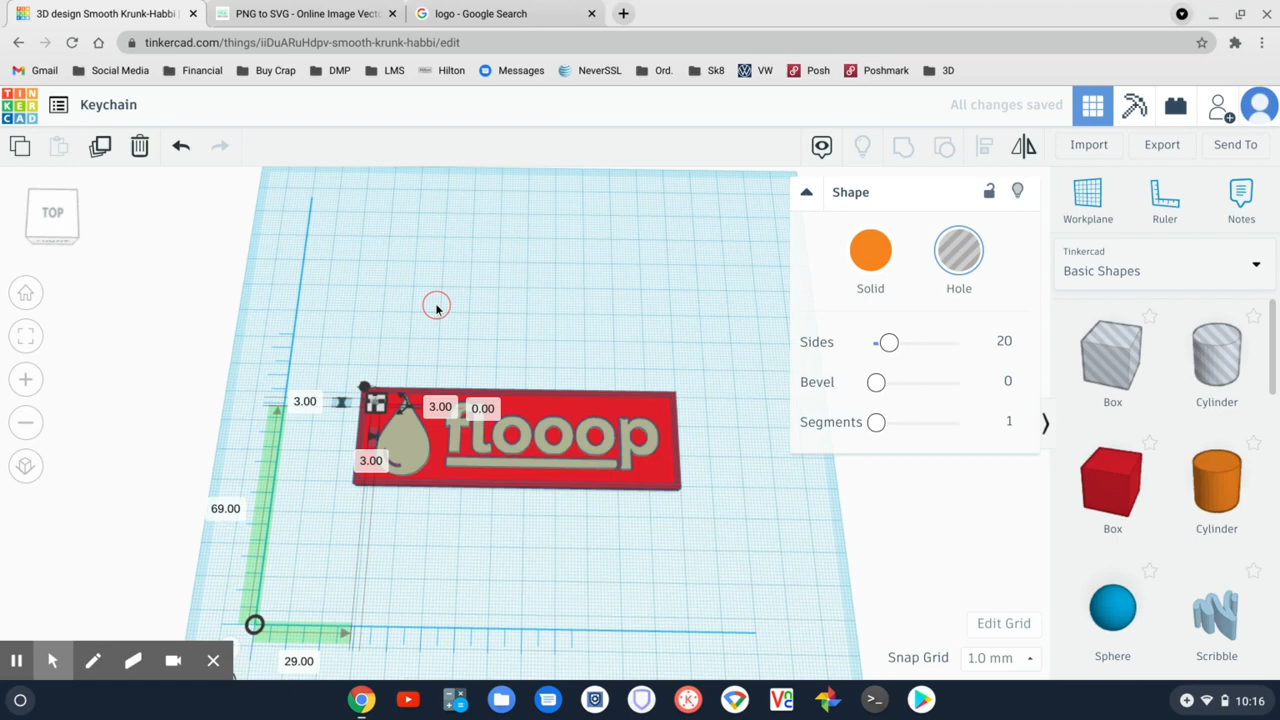 3D design Smooth Krunk-Habbi
PNG to SVG - Online Image Vecto
logo - Google Search
tinkercad.com/things/iiDuARuHdpv-smooth-krunk-habbi/edit
Gmail Social Media Financial Buy Crap DMP LMS Hilton Messages NeverSSL Ord. Sk8 VW Posh Poshmark 3D
TIN
KER
CAD
Keychain
All changes saved
Import Export Send To
TOP
Shape
Solid Hole
Sides 20
Bevel 0
Segments 1
Workplane Ruler Notes
Tinkercad
Basic Shapes
Box Cylinder
Box Cylinder
Sphere Scribble
3.00 3.00 0.00
flooop
3.00
69.00
29.00
Edit Grid
Snap Grid 1.0 mm
10:16